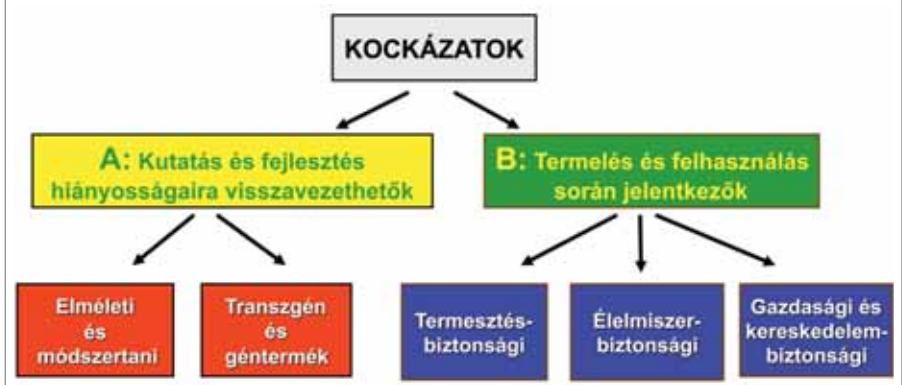 KOCKÁZATOK
A: Kutatás és fejlesztés
hiányosságaira visszavezethetők
B: Termelés és felhasználás
során jelentkezők
Elméleti
és
módszertani
Transzgén
és
géntermék
Termesztés-
biztonsági
Élelmiszer-
biztonsági
Gazdasági és
kereskedelem-
biztonsági